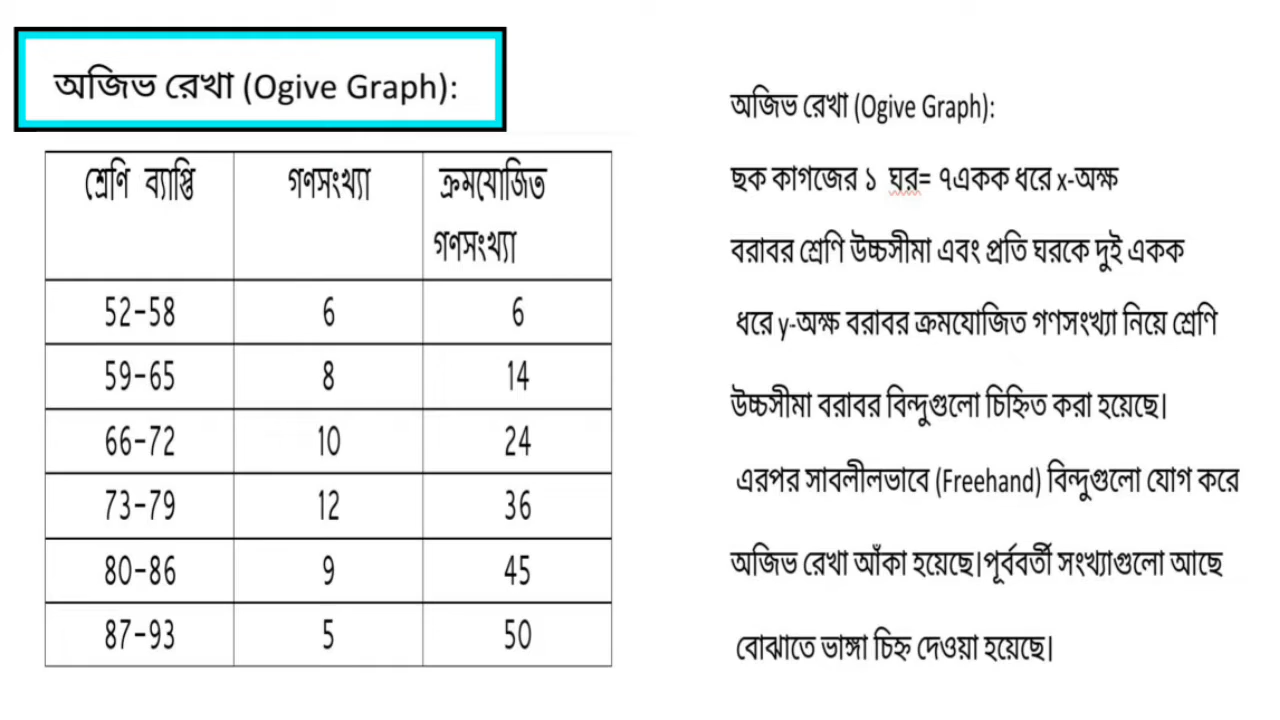 অজিভ রেখা (Ogive Graph):
শ্রেণি ব্যাপ্তি গণসংখ্যা ক্রমযোজিত গণসংখ্যা
52-58 6 6
59-65 8 14
66-72 10 24
73-79 12 36
80-86 9 45
87-93 5 50
অজিভ রেখা (Ogive Graph):
ছক কাগজের ১ ঘর= ৭একক ধরে x-অক্ষ
বরাবর শ্রেণি উচ্চসীমা এবং প্রতি ঘরকে দুই একক
ধরে y-অক্ষ বরাবর ক্রমযোজিত গণসংখ্যা নিয়ে শ্রেণি
উচ্চসীমা বরাবর বিন্দুগুলো চিহ্নিত করা হয়েছে।
এরপর সাবলীলভাবে (Freehand) বিন্দুগুলো যোগ করে
অজিভ রেখা আঁকা হয়েছে।পূর্ববর্তী সংখ্যাগুলো আছে
বোঝাতে ভাঙ্গা চিহ্ন দেওয়া হয়েছে।